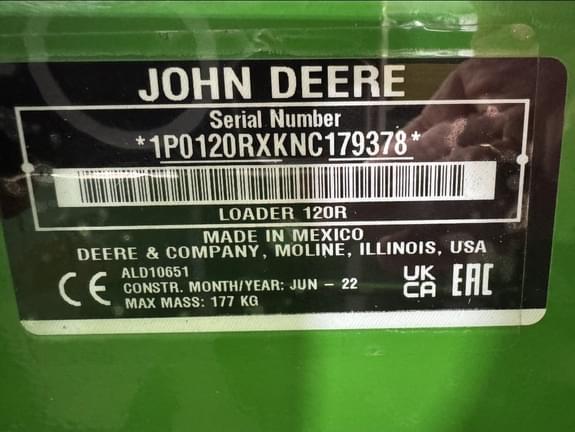 JOHN DEERE
Serial Number
*1P0120RXKNC179378*
LOADER 120R
MADE IN MEXICO
DEERE & COMPANY, MOLINE, ILLINOIS, USA
CE
ALD10651
CONSTR. MONTH/YEAR: JUN - 22
MAX MASS: 177 KG
UK
CA
EAC